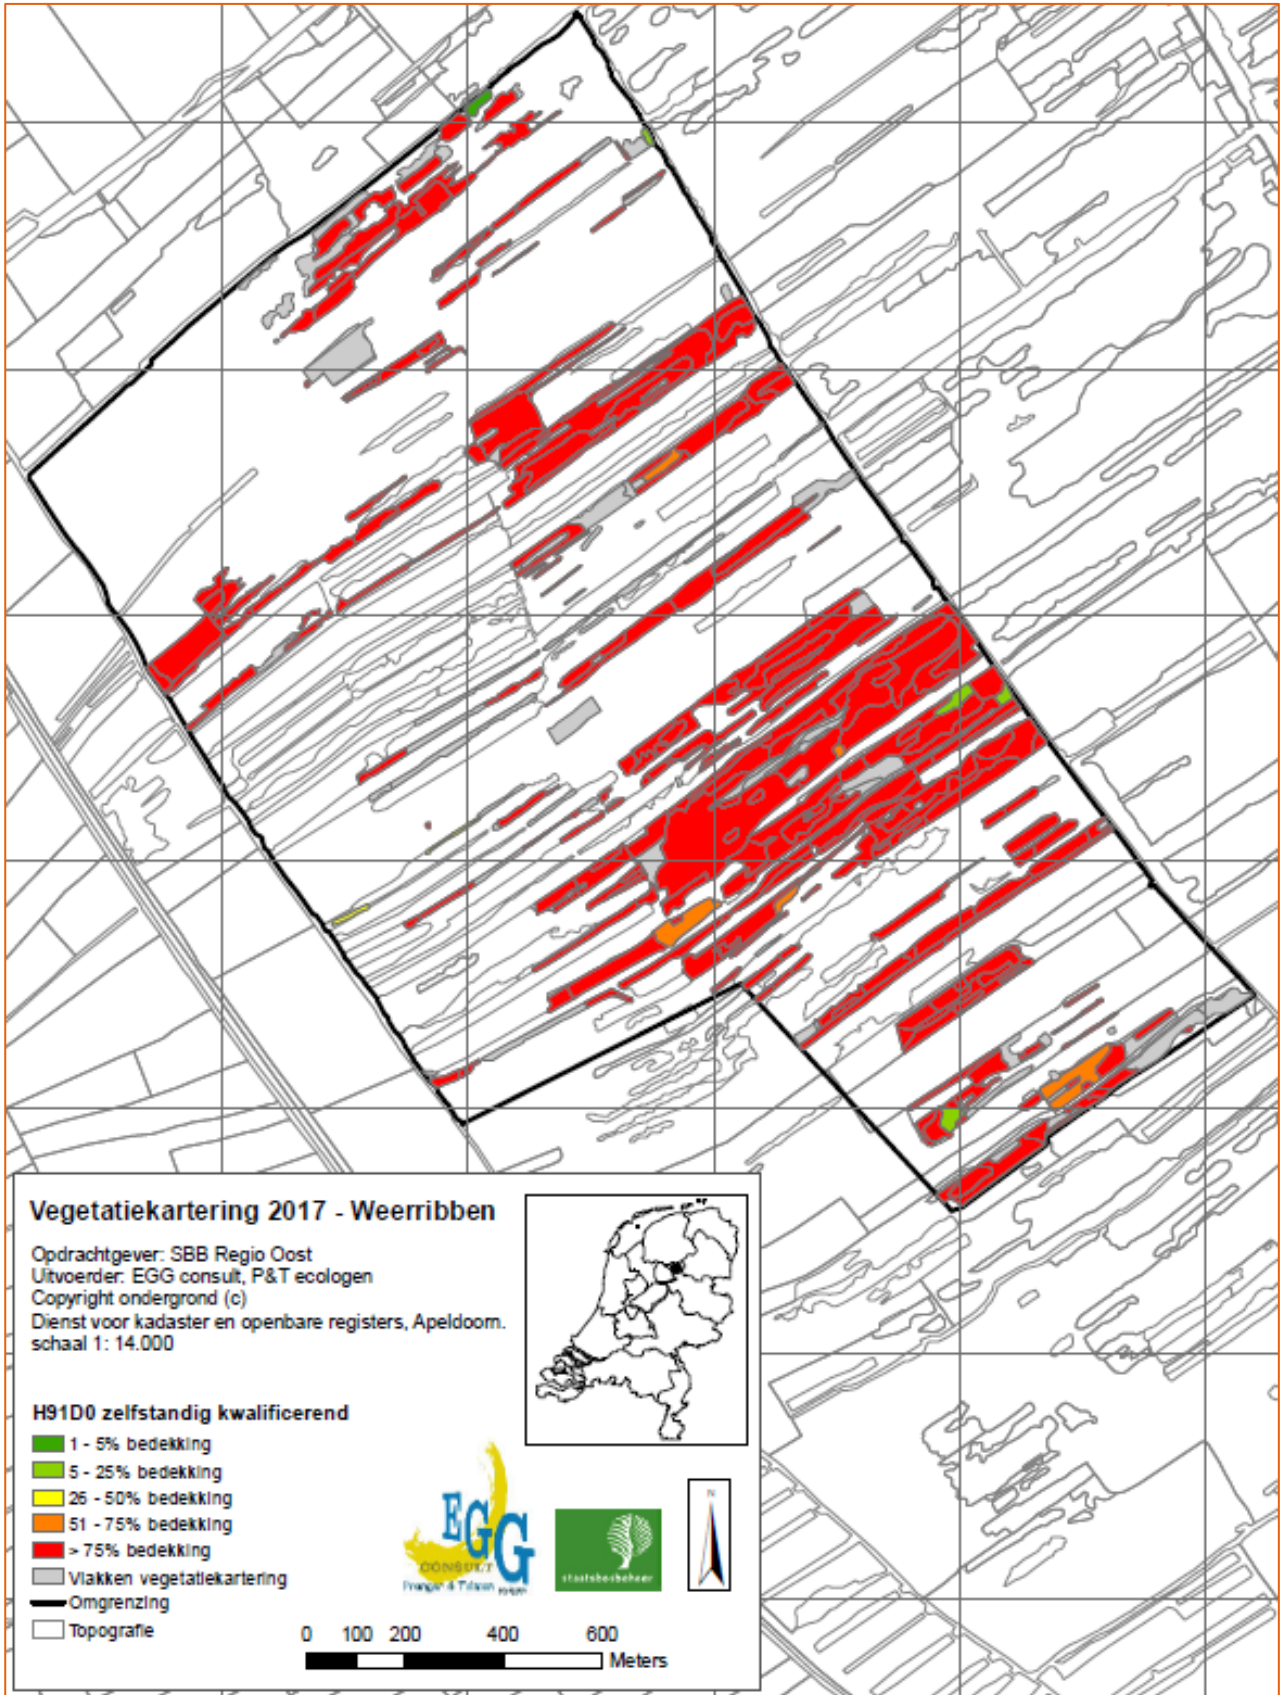 Vegetatiekartering 2017 - Weerribben
Opdrachtgever: SBB Regio Oost
Uitvoerder: EGG consult, P&T ecologen
Copyright ondergrond (c)
Dienst voor kadaster en openbare registers, Apeldoorn.
schaal 1: 14.000
H91D0 zelfstandig kwalificerend
1 - 5% bedekking
5 - 25% bedekking
26 - 50% bedekking
51 - 75% bedekking
> 75% bedekking
Vlakken vegetatiekartering
Omgrenzing
Topografie
EGG
CONSULT
staatsbosbeheer
N
0 100 200 400 600
Meters